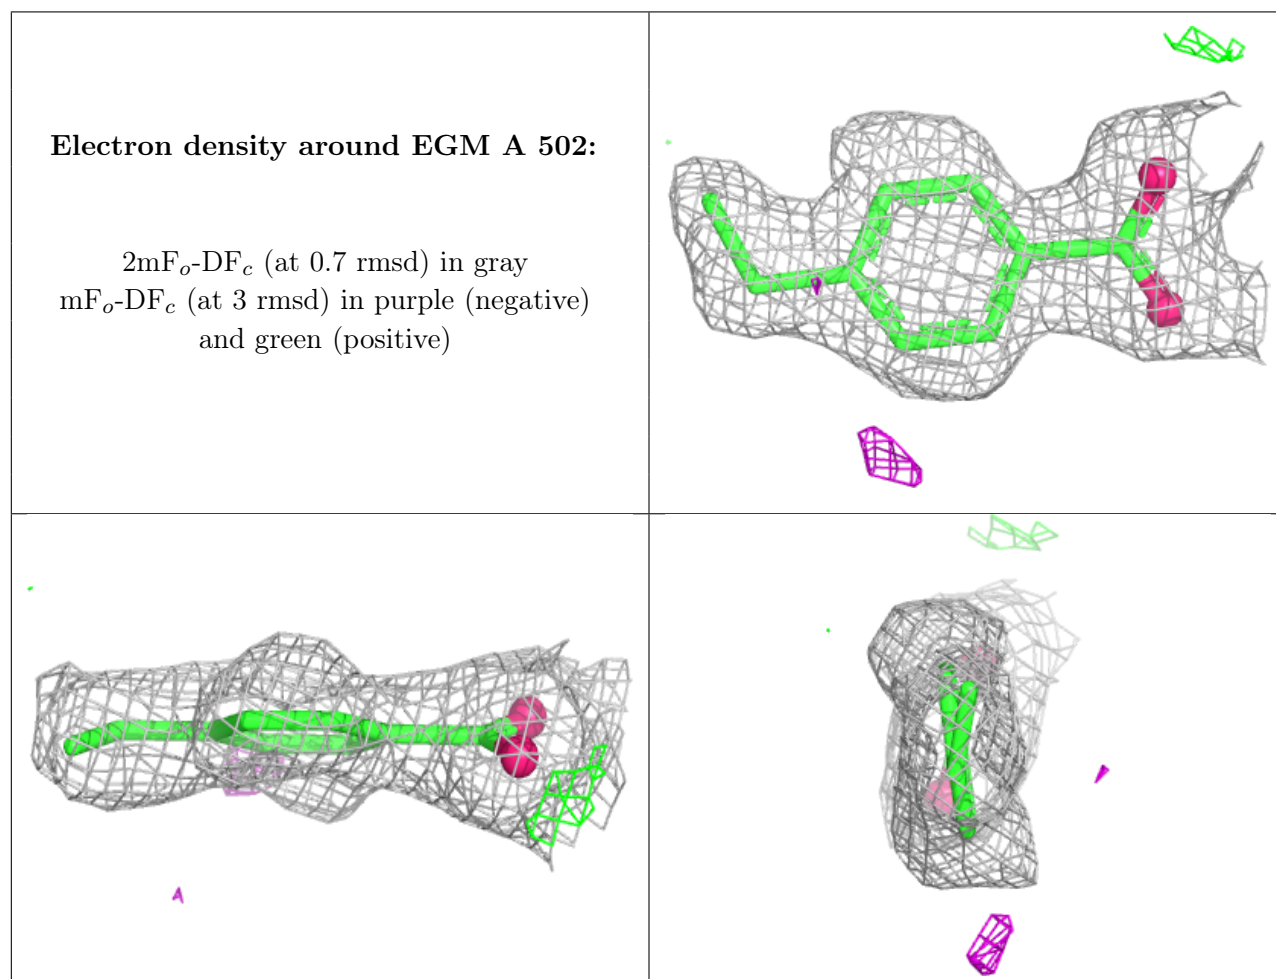 Electron density around EGM A 502:
2mFo-DFc (at 0.7 rmsd) in gray
mFo-DFc (at 3 rmsd) in purple (negative)
and green (positive)